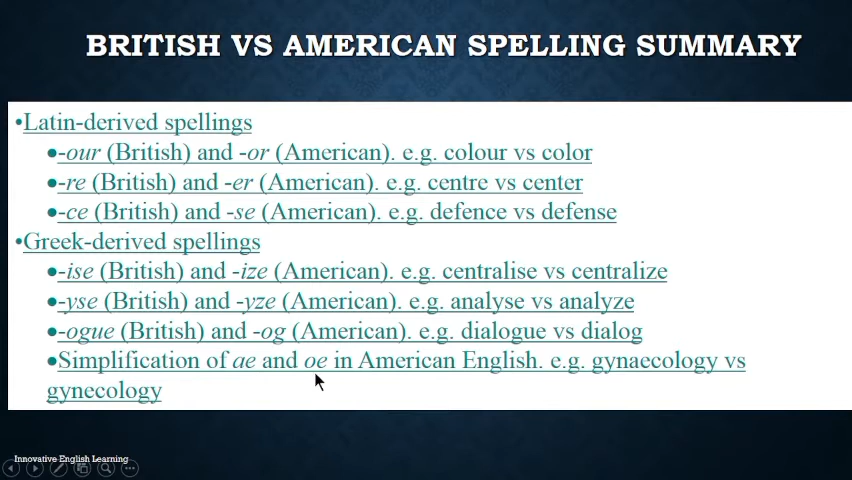 BRITISH VS AMERICAN SPELLING SUMMARY
•Latin-derived spellings
•-our (British) and -or (American). e.g. colour vs color
•-re (British) and -er (American). e.g. centre vs center
•-ce (British) and -se (American). e.g. defence vs defense
•Greek-derived spellings
•-ise (British) and -ize (American). e.g. centralise vs centralize
•-yse (British) and -yze (American). e.g. analyse vs analyze
•-ogue (British) and -og (American). e.g. dialogue vs dialog
•Simplification of ae and oe in American English. e.g. gynaecology vs
gynecology
Innovative English Learning